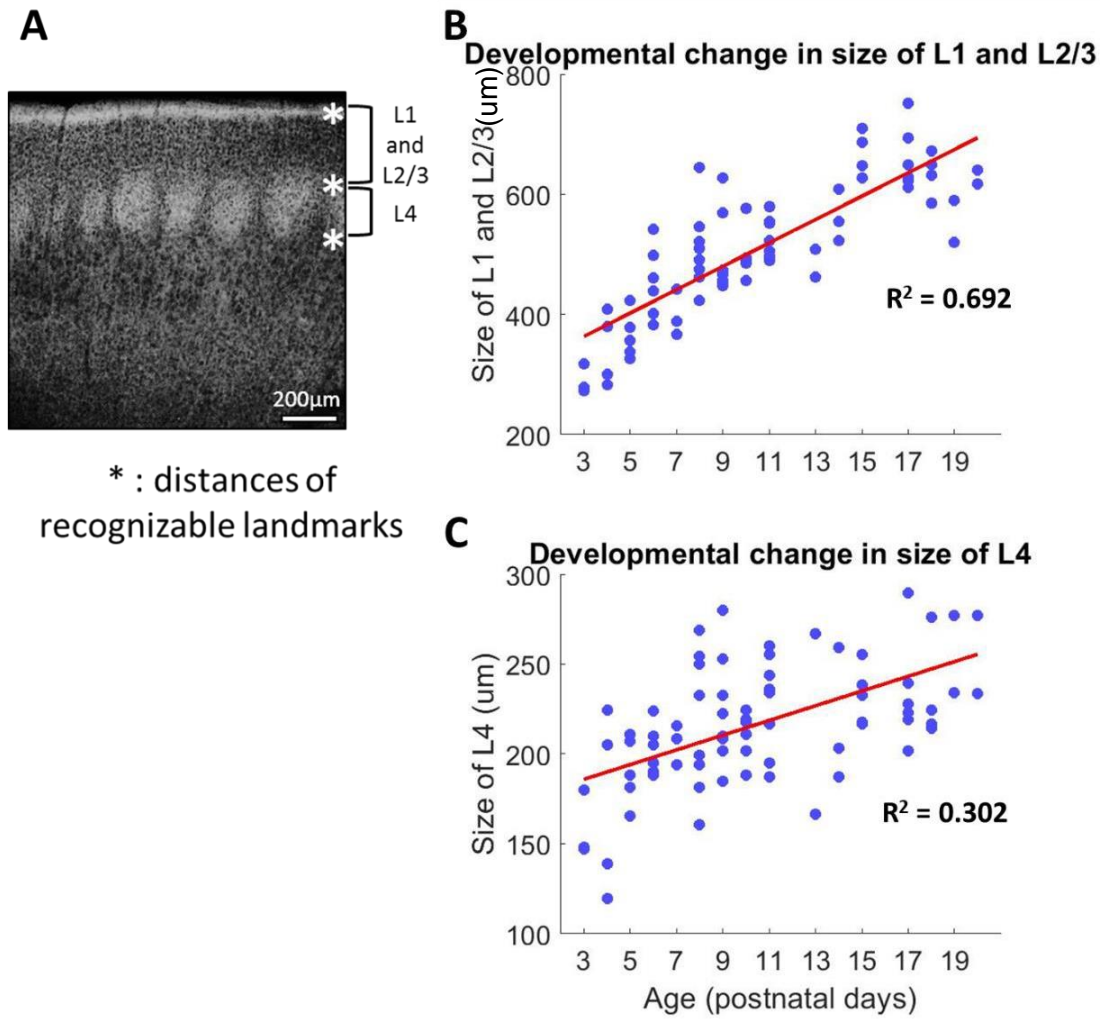 A
*
L1
and
L2/3
*
L4
*
200µm
* : distances of
recognizable landmarks
B
Developmental change in size of L1 and L2/3
Size of L1 and L2/3(um)
800
600
400
200
R² = 0.692
3 5 7 9 11 13 15 17 19
C
Developmental change in size of L4
Size of L4 (um)
300
250
200
150
100
R² = 0.302
3 5 7 9 11 13 15 17 19
Age (postnatal days)